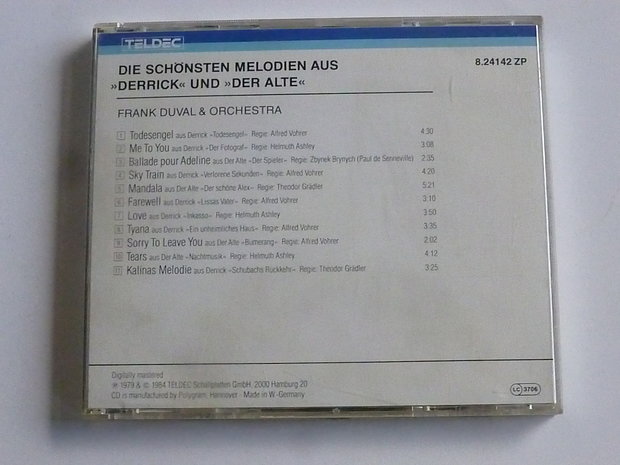 TELDEC
DIE SCHÖNSTEN MELODIEN AUS 8.24142 ZP
»DERRICK« UND »DER ALTE«
FRANK DUVAL & ORCHESTRA
1 Todesengel aus Derrick »Todesengel« Regie: Alfred Vohrer 4:30
2 Me To You aus Derrick »Der Fotograf« Regie: Helmuth Ashley 3:08
3 Ballade pour Adeline aus Der Alte »Der Spieler« Regie: Zbynek Brynych (Paul de Senneville) 2:35
4 Sky Train aus Derrick »Verlorene Sekunden« Regie: Alfred Vohrer 4:20
5 Mandala aus Der Alte »Der schöne Alex« Regie: Theodor Grädler 5:21
6 Farewell aus Derrick »Lissas Vater« Regie: Alfred Vohrer 3:10
7 Love aus Derrick »Inkasso« Regie: Helmuth Ashley 3:50
8 Tyana aus Derrick »Ein unheimliches Haus« Regie: Alfred Vohrer 3:35
9 Sorry To Leave You aus Der Alte »Bumerang« Regie: Alfred Vohrer 2:02
10 Tears aus Der Alte »Nachtmusik« Regie: Helmuth Ashley 4:12
11 Kalinas Melodie aus Derrick »Schubachs Rückkehr« Regie: Theodor Grädler 3:25
Digitally mastered
℗ 1979 & © 1984 TELDEC Schallplatten GmbH, 2000 Hamburg 20
CD is manufactured by Polygram, Hannover · Made in W.-Germany
LC 3706